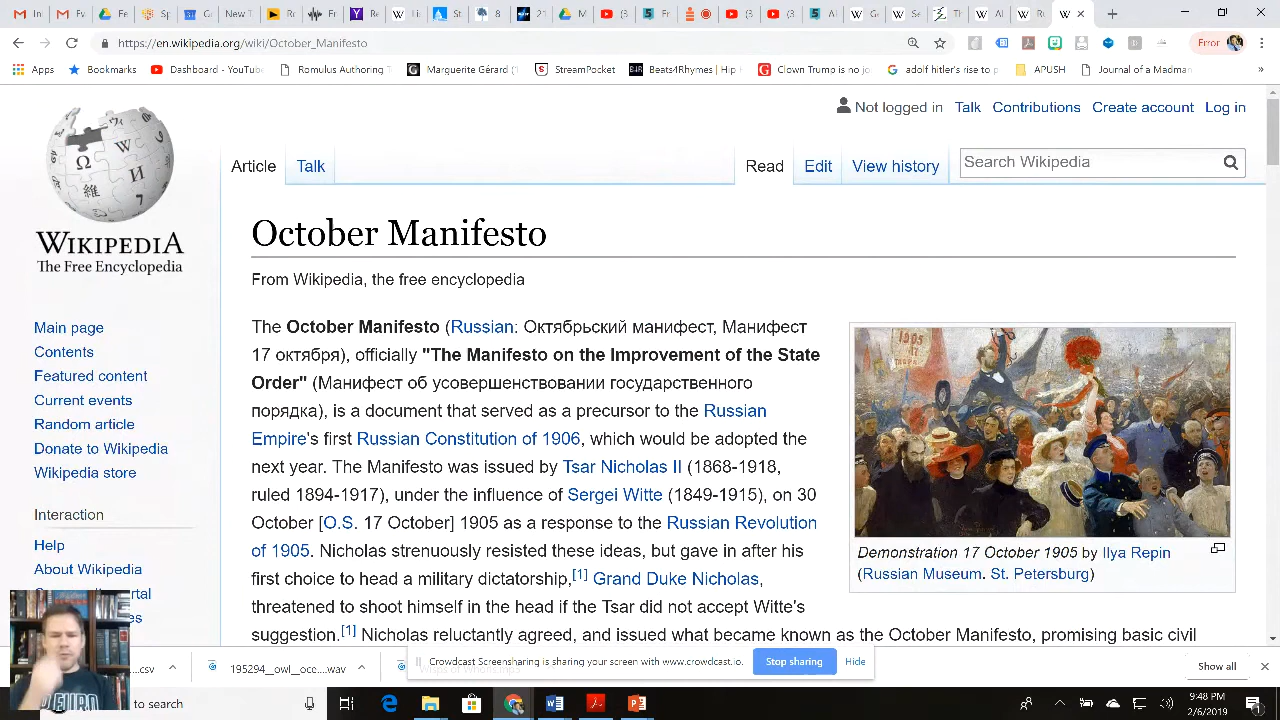 https://en.wikipedia.org/wiki/October_Manifesto
Error
Apps Bookmarks Dashboard - YouTube Romulus Authoring Marguerite Gérard (1 StreamPocket Beats4Rhymes | Hip Clown Trump is no jo adolf hitler's rise to p APUSH Journal of a Madman »
Not logged in Talk Contributions Create account Log in
Article Talk Read Edit View history Search Wikipedia
WIKIPEDIA
The Free Encyclopedia
October Manifesto
From Wikipedia, the free encyclopedia
Main page
Contents
Featured content
Current events
Random article
Donate to Wikipedia
Wikipedia store
Interaction
Help
About Wikipedia
The October Manifesto (Russian: Октябрьский манифест, Манифест
17 октября), officially "The Manifesto on the Improvement of the State
Order" (Манифест об усовершенствовании государственного
порядка), is a document that served as a precursor to the Russian
Empire's first Russian Constitution of 1906, which would be adopted the
next year. The Manifesto was issued by Tsar Nicholas II (1868-1918,
ruled 1894-1917), under the influence of Sergei Witte (1849-1915), on 30
October [O.S. 17 October] 1905 as a response to the Russian Revolution
of 1905. Nicholas strenuously resisted these ideas, but gave in after his
first choice to head a military dictatorship,[1] Grand Duke Nicholas,
threatened to shoot himself in the head if the Tsar did not accept Witte's
suggestion.[1] Nicholas reluctantly agreed, and issued what became known as the October Manifesto, promising basic civil
1905
Demonstration 17 October 1905 by Ilya Repin
(Russian Museum. St. Petersburg)
Crowdcast Screensharing is sharing your screen with www.crowdcast.io. Stop sharing Hide
.csv 195294__owl_oce....wav Show all
to search
9:48 PM
2/6/2019